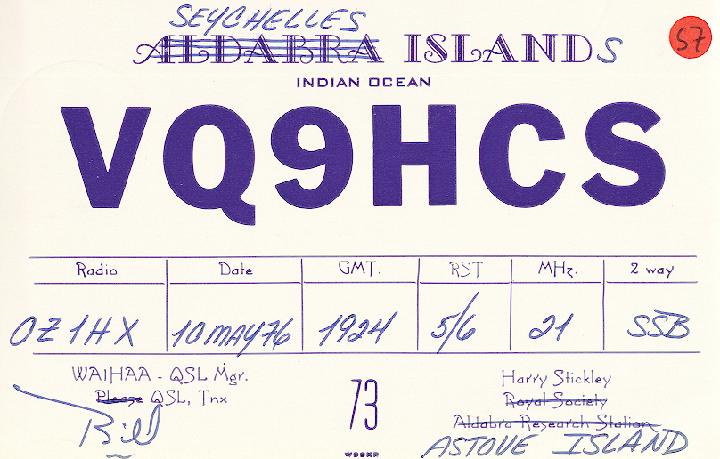 SEYCHELLES
ALDABRA ISLANDS
S7
INDIAN OCEAN
VQ9HCS
Radio Date GMT. RST MHz. 2 way
OZ1HX 10 MAY 76 1924 5/6 21 SSB
WA1HAA - QSL Mgr.
Please QSL, Tnx
Bill
73
Harry Stickley
Royal Society
Aldabra Research Station
ASTOVE ISLAND